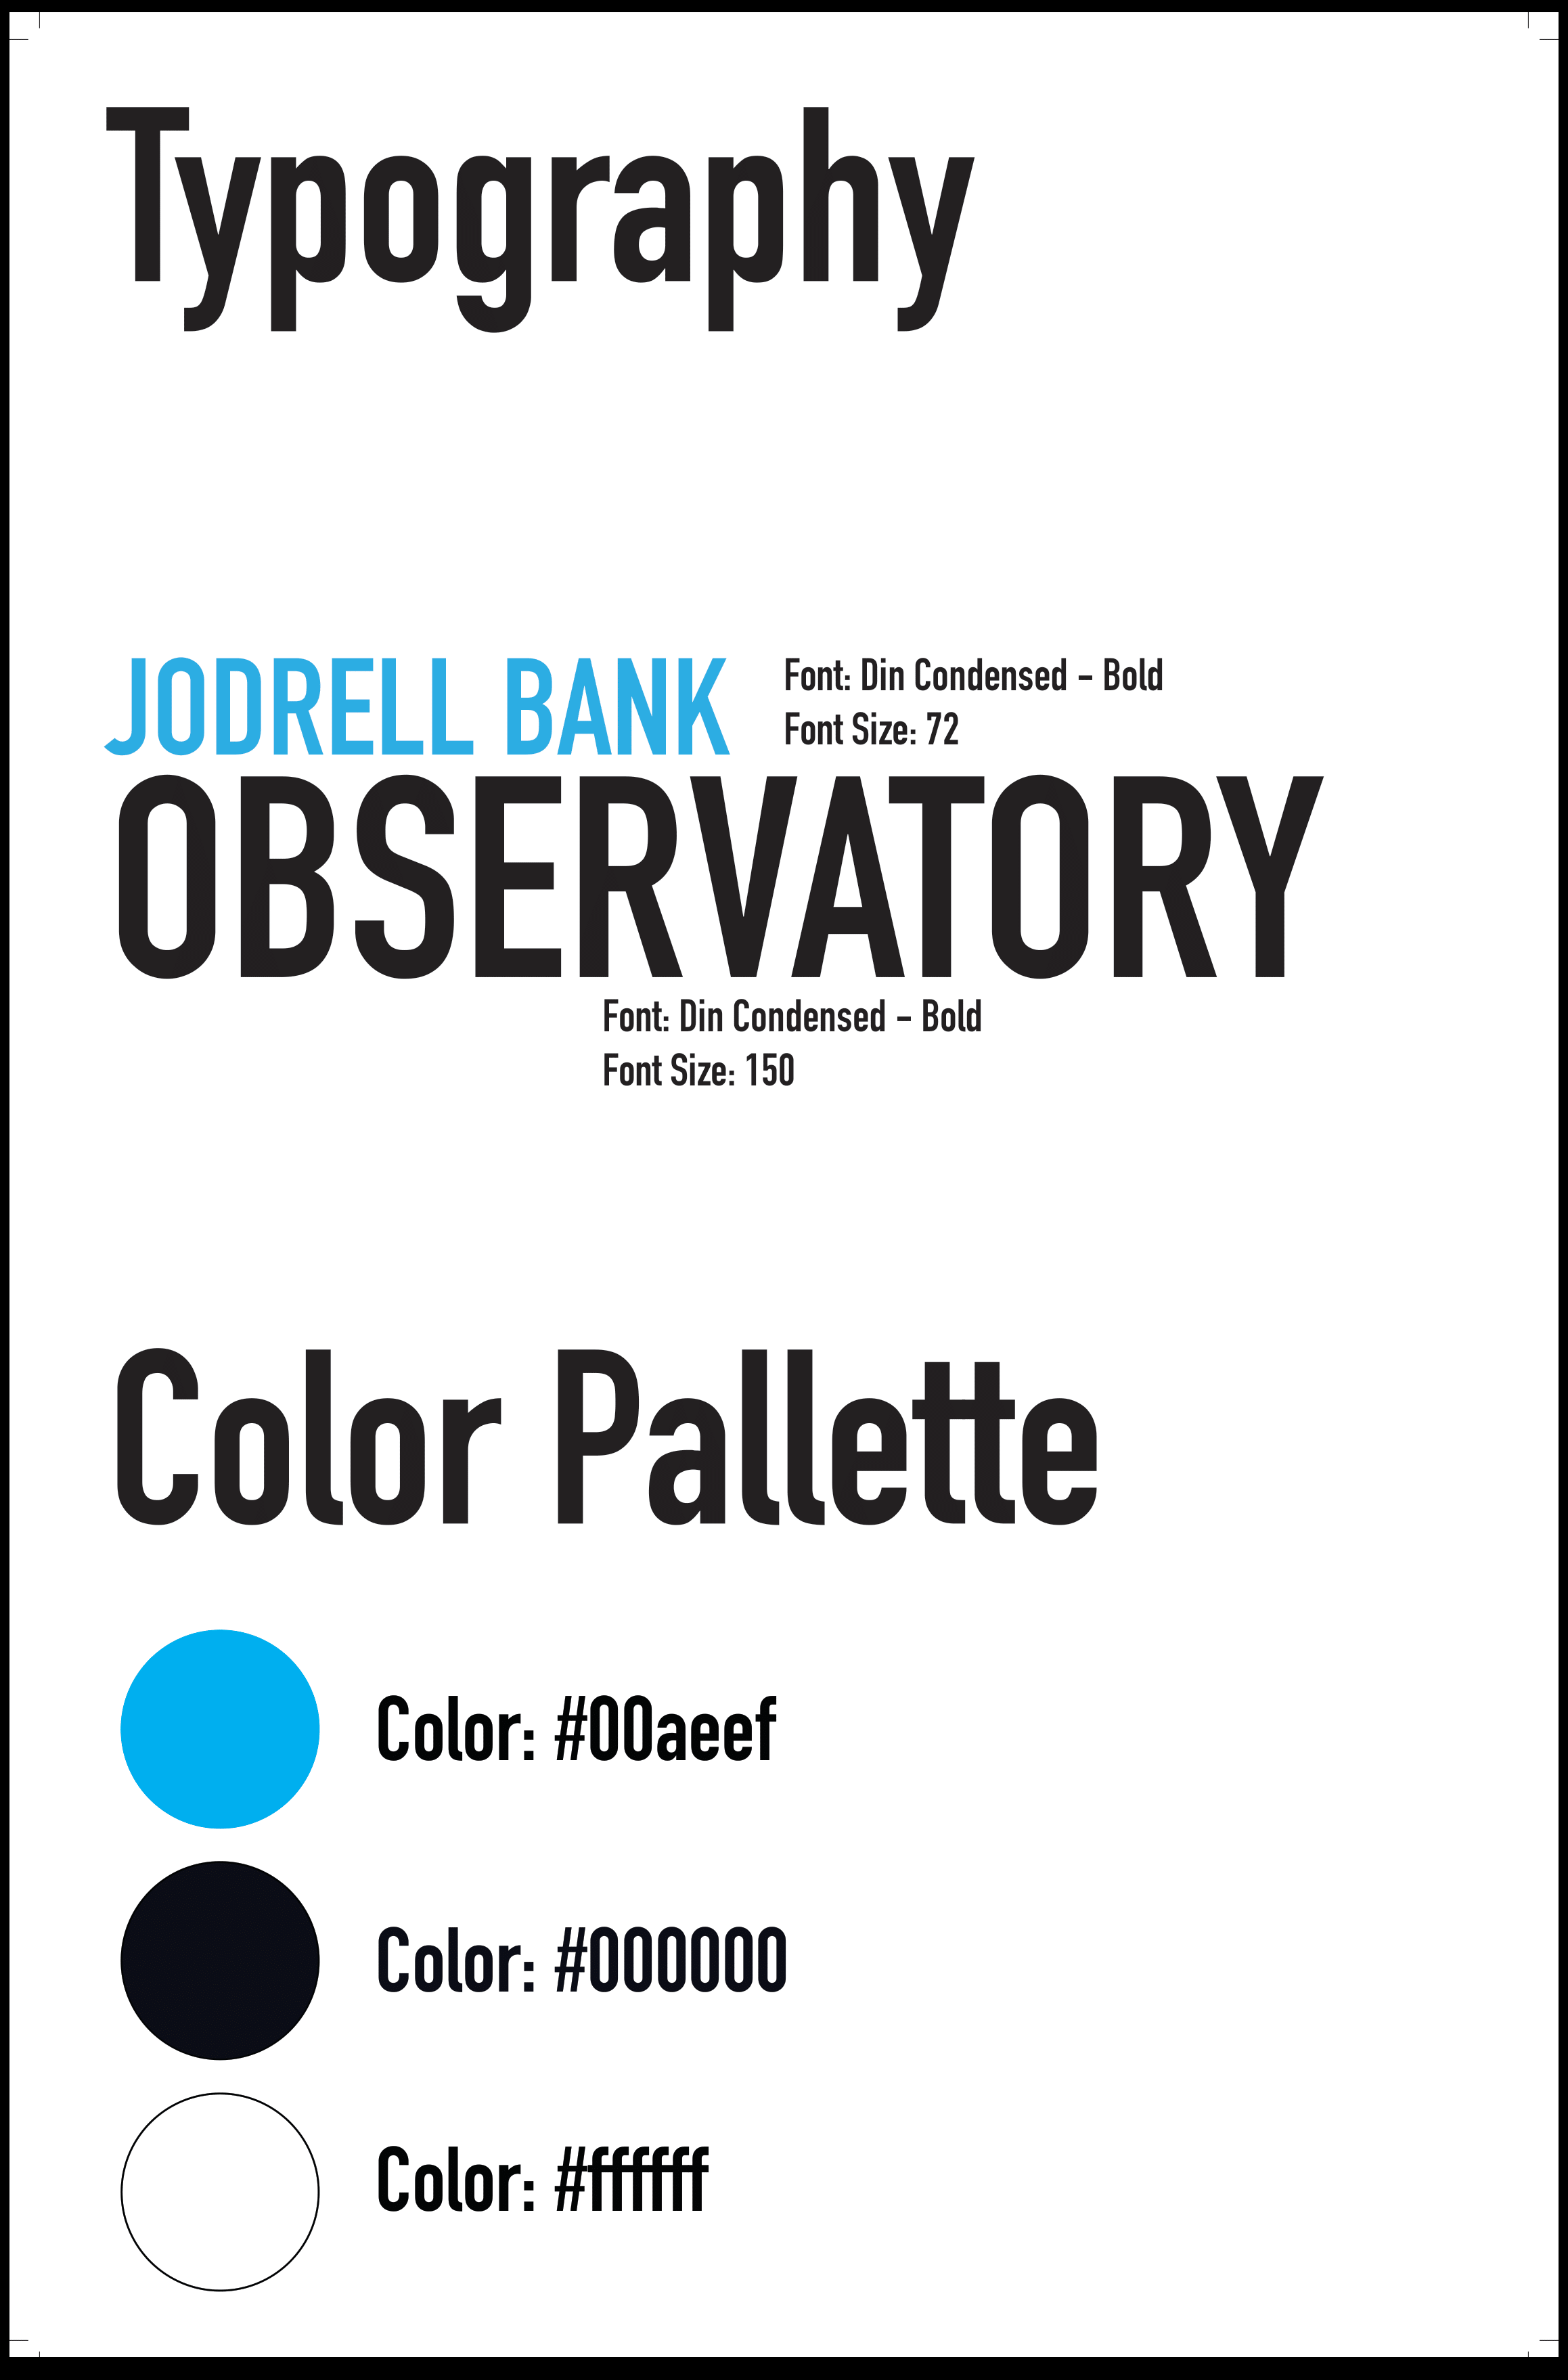 Typography
JODRELL BANK
Font: Din Condensed – Bold
Font Size: 72
OBSERVATORY
Font: Din Condensed – Bold
Font Size: 150
Color Pallette
Color: #00aeef
Color: #000000
Color: #ffffff